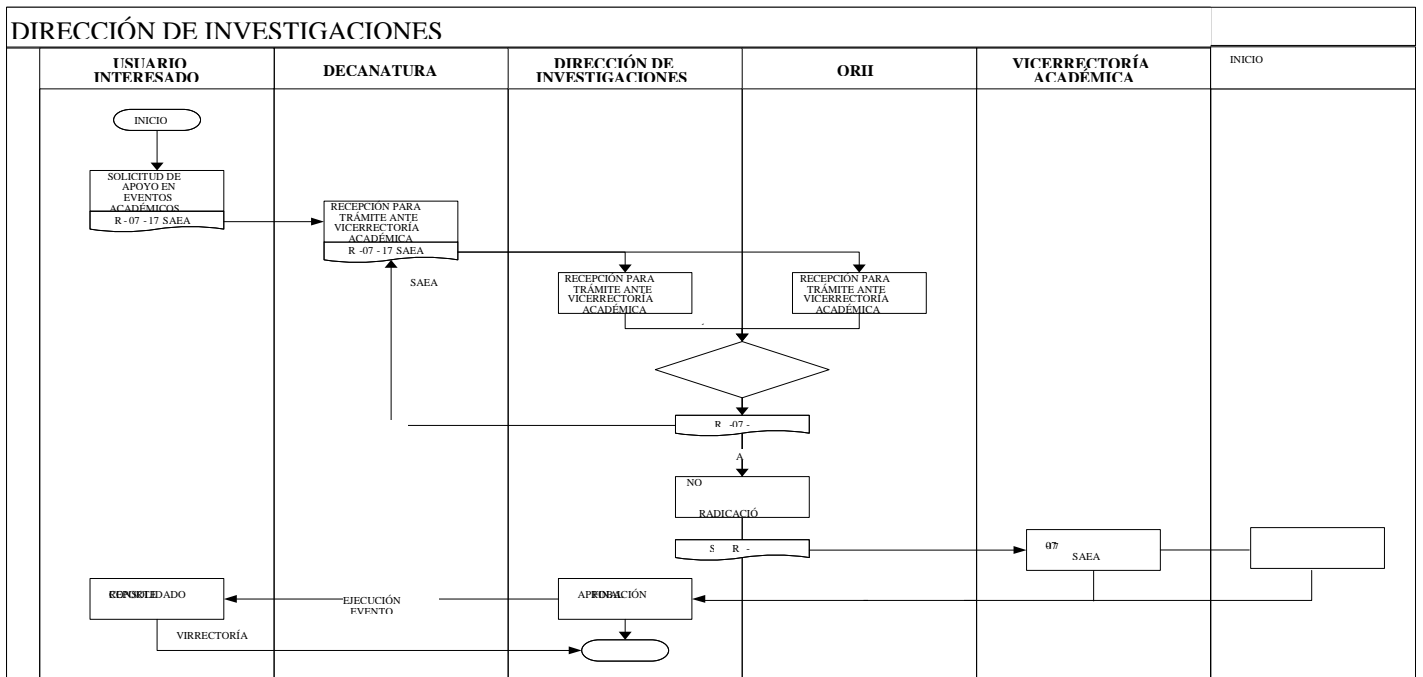 DIRECCIÓN DE INVESTIGACIONES
USUARIO
INTERESADO
DECANATURA
DIRECCIÓN DE
INVESTIGACIONES
ORII
VICERRECTORÍA
ACADÉMICA
INICIO
INICIO
SOLICITUD DE
APOYO EN
EVENTOS
ACADÉMICOS
R - 07 - 17 SAEA
RECEPCIÓN PARA
TRÁMITE ANTE
VICERRECTORÍA
ACADÉMICA
R -07 - 17 SAEA
SAEA
RECEPCIÓN PARA
TRÁMITE ANTE
VICERRECTORÍA
ACADÉMICA
RECEPCIÓN PARA
TRÁMITE ANTE
VICERRECTORÍA
ACADÉMICA
-
R -07 -
A
NO
RADICACIÓ
S R -
SAEA
EJECUCIÓN
EVENTO
VIRRECTORÍA